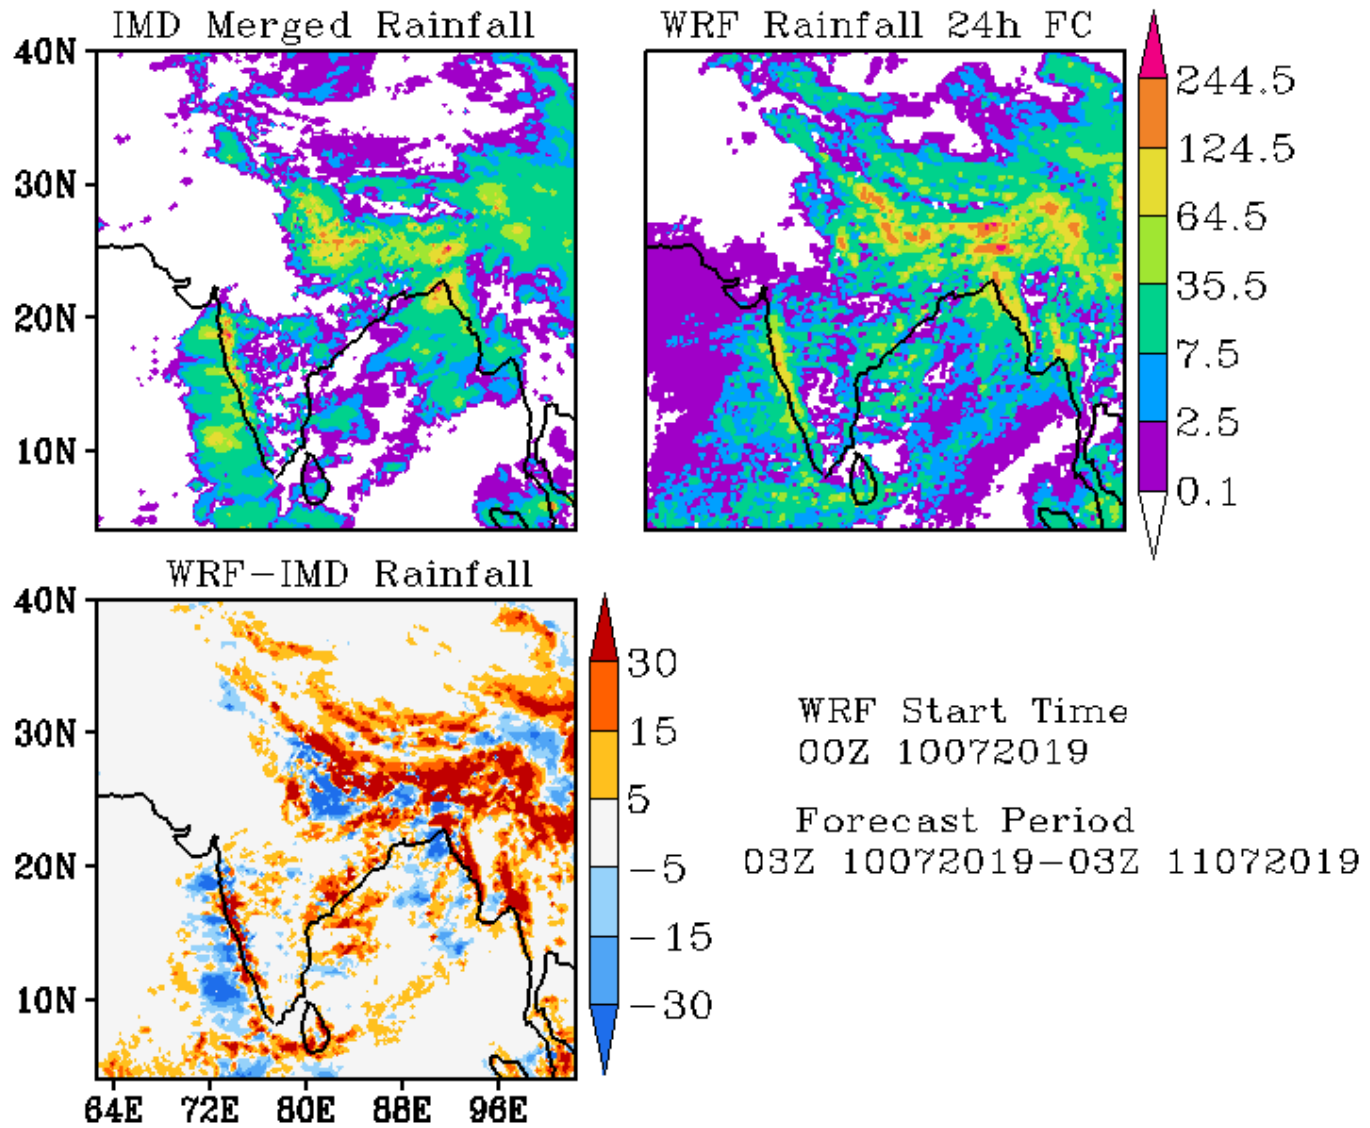 IMD Merged Rainfall
WRF Rainfall 24h FC
40N
30N
20N
10N
244.5
124.5
64.5
35.5
7.5
2.5
0.1
WRF-IMD Rainfall
40N
30N
20N
10N
64E 72E 80E 88E 96E
30
15
5
-5
-15
-30
WRF Start Time
00Z 10072019
Forecast Period
03Z 10072019-03Z 11072019